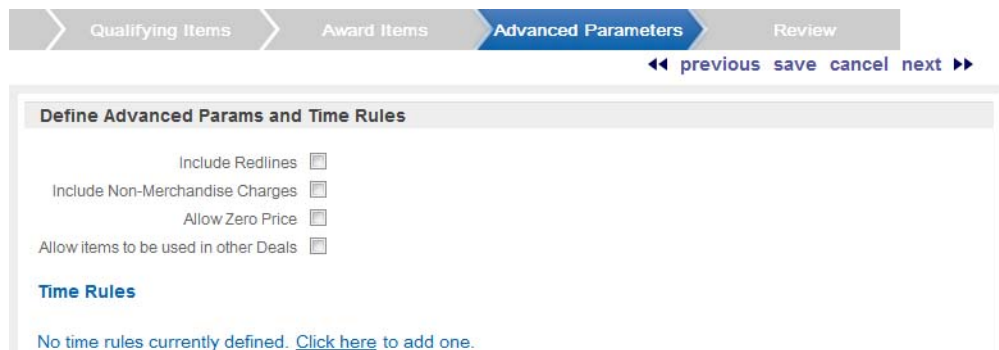 Qualifying Items Award Items Advanced Parameters Review
previous save cancel next
Define Advanced Params and Time Rules
Include Redlines
Include Non-Merchandise Charges
Allow Zero Price
Allow items to be used in other Deals
Time Rules
No time rules currently defined. Click here to add one.